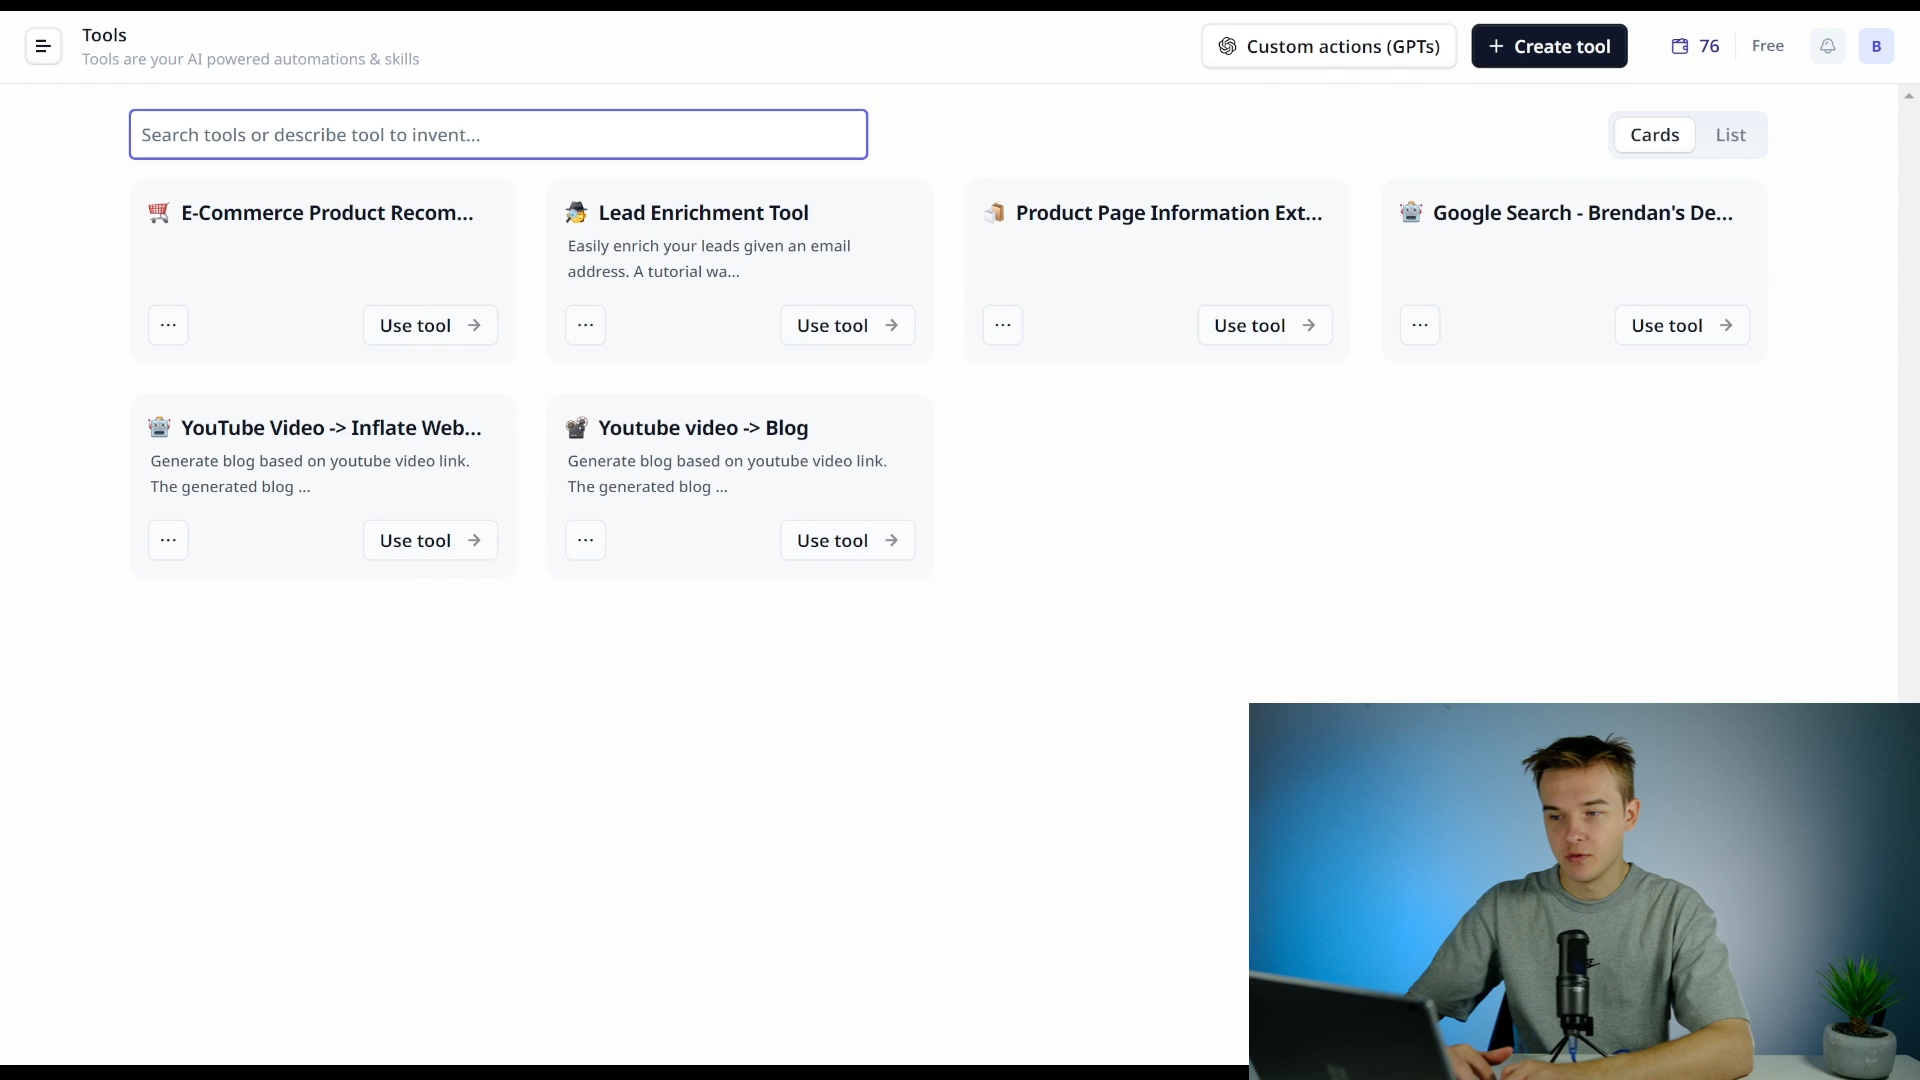 Tools
Tools are your AI powered automations & skills
Custom actions (GPTs)
+ Create tool
76
Free
B
Search tools or describe tool to invent...
Cards
List
E-Commerce Product Recom...
... Use tool →
Lead Enrichment Tool
Easily enrich your leads given an email
address. A tutorial wa...
... Use tool →
Product Page Information Ext...
... Use tool →
Google Search - Brendan's De...
... Use tool →
YouTube Video -> Inflate Web...
Generate blog based on youtube video link.
The generated blog ...
... Use tool →
Youtube video -> Blog
Generate blog based on youtube video link.
The generated blog ...
... Use tool →